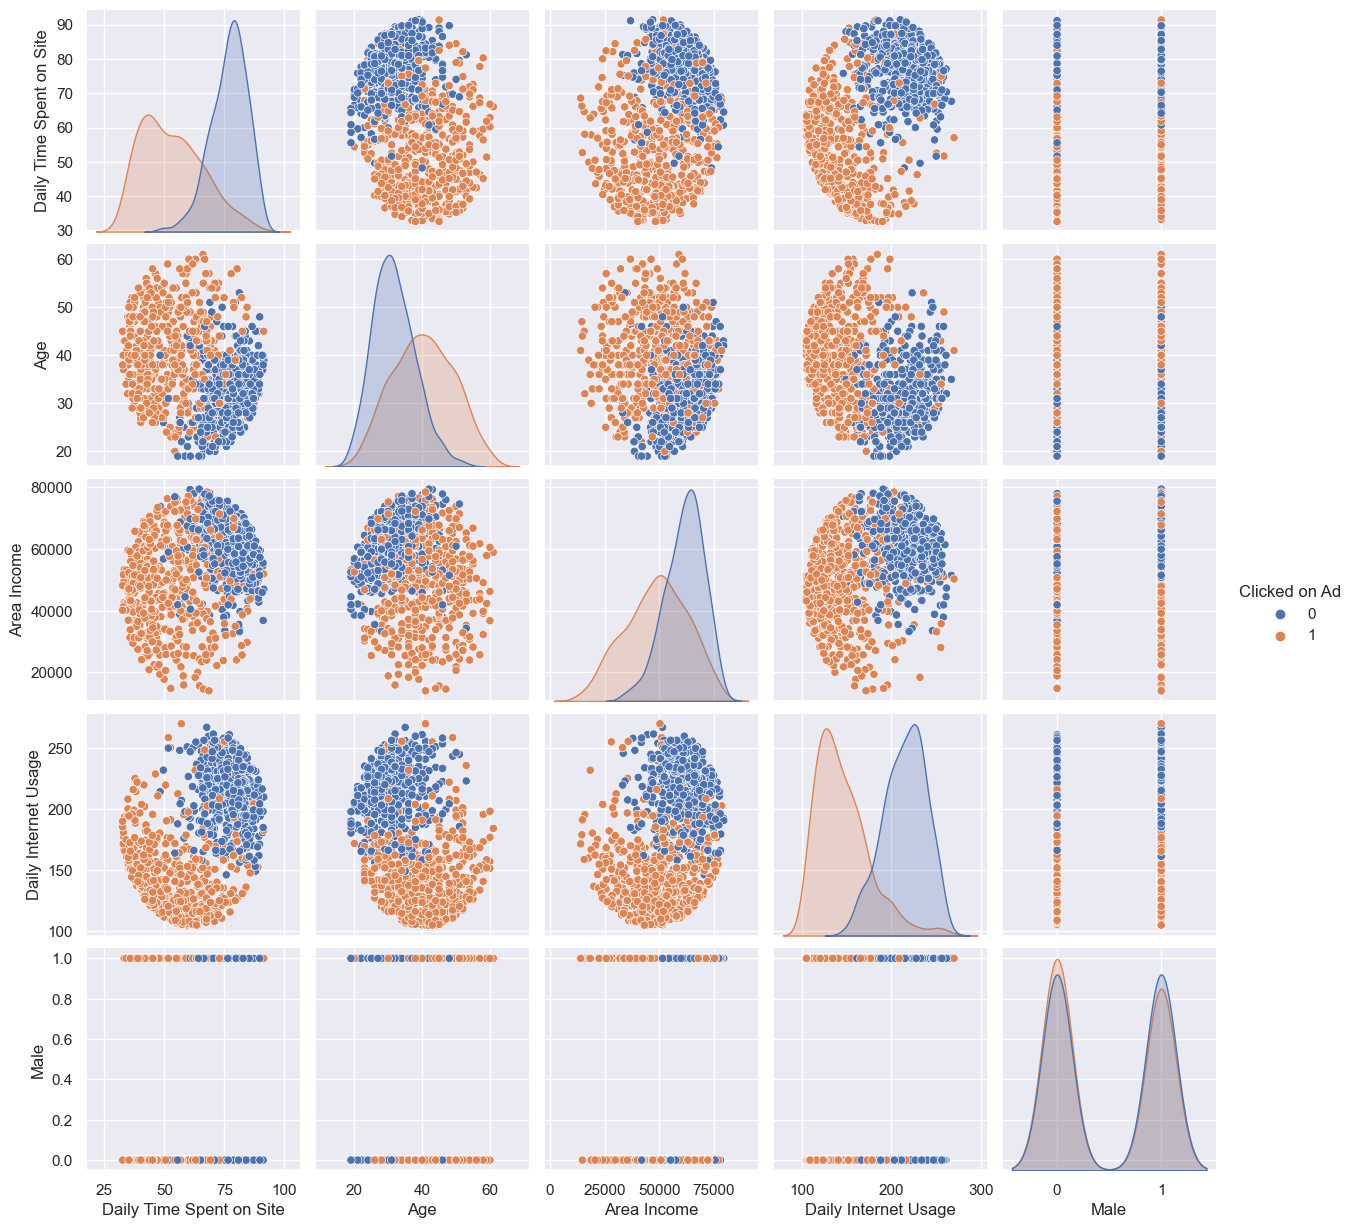 90
80
70
60
50
40
30
Daily Time Spent on Site
60
50
40
30
20
Age
80000
60000
40000
20000
Area Income
Clicked on Ad
0
1
250
200
150
100
Daily Internet Usage
1.0
0.8
0.6
0.4
0.2
0.0
Male
25 50 75 100
20 40 60
0 25000 50000 75000
100 200 300
0 1
Daily Time Spent on Site
Age
Area Income
Daily Internet Usage
Male